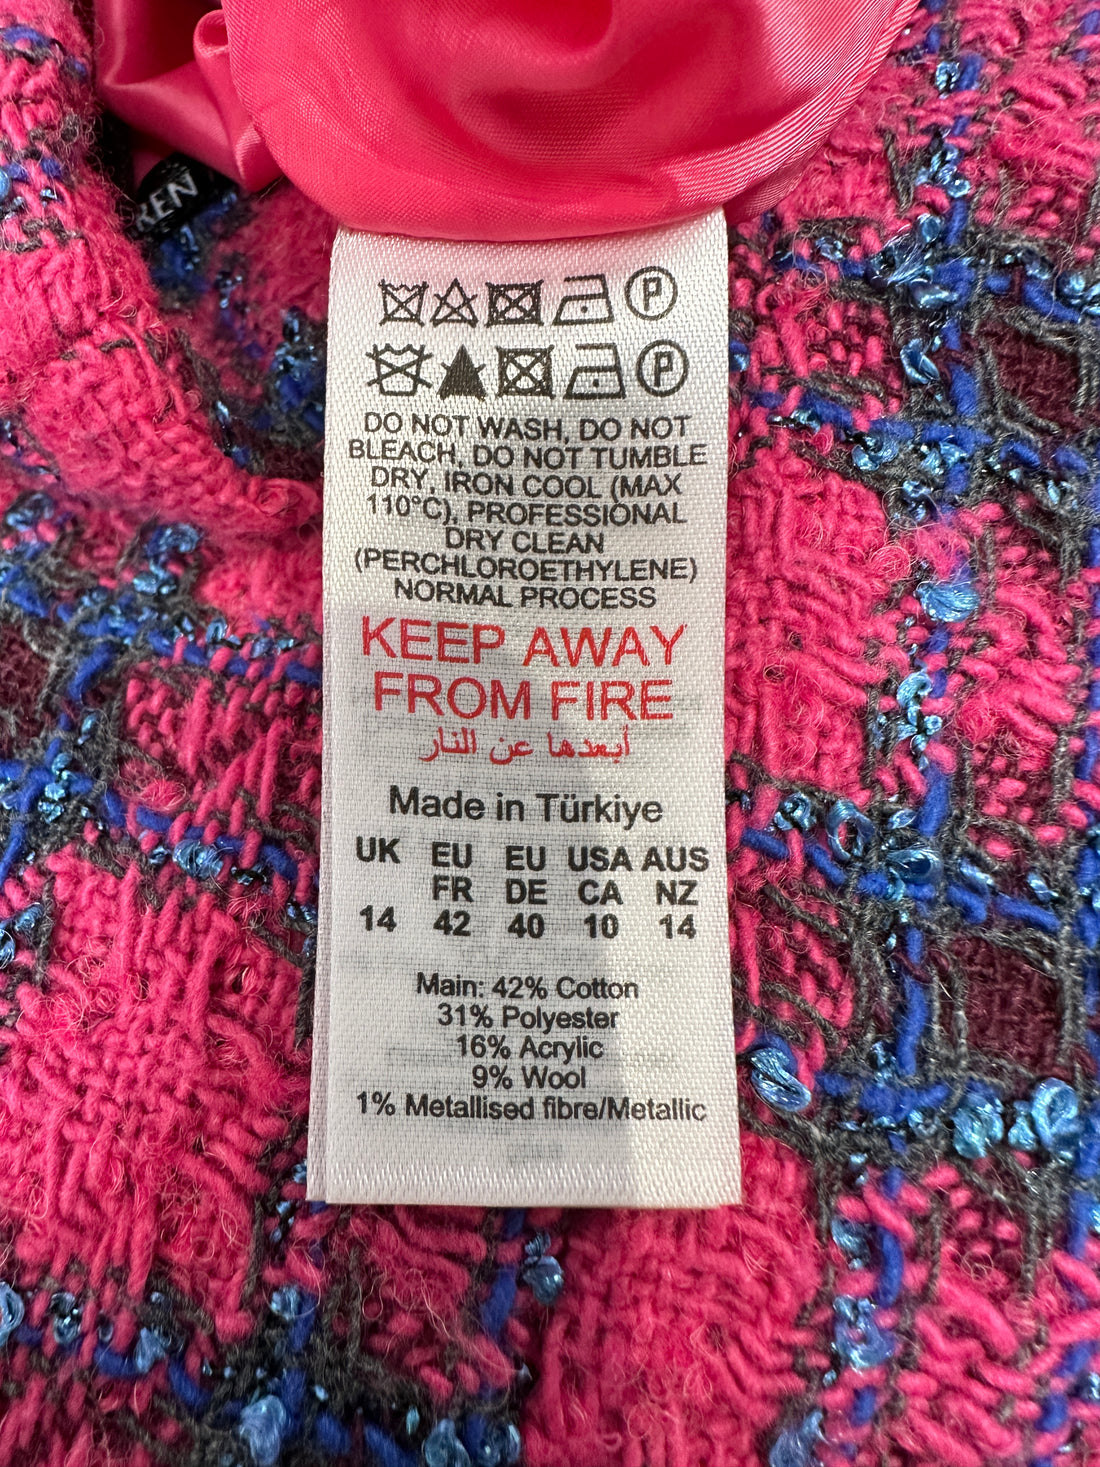 REN
P
P
DO NOT WASH, DO NOT
BLEACH, DO NOT TUMBLE
DRY, IRON COOL (MAX
110°C), PROFESSIONAL
DRY CLEAN
(PERCHLOROETHYLENE)
NORMAL PROCESS
KEEP AWAY
FROM FIRE
أبعدها عن النار
Made in Türkiye
UK EU EU USA AUS
FR DE CA NZ
14 42 40 10 14
Main: 42% Cotton
31% Polyester
16% Acrylic
9% Wool
1% Metallised fibre/Metallic